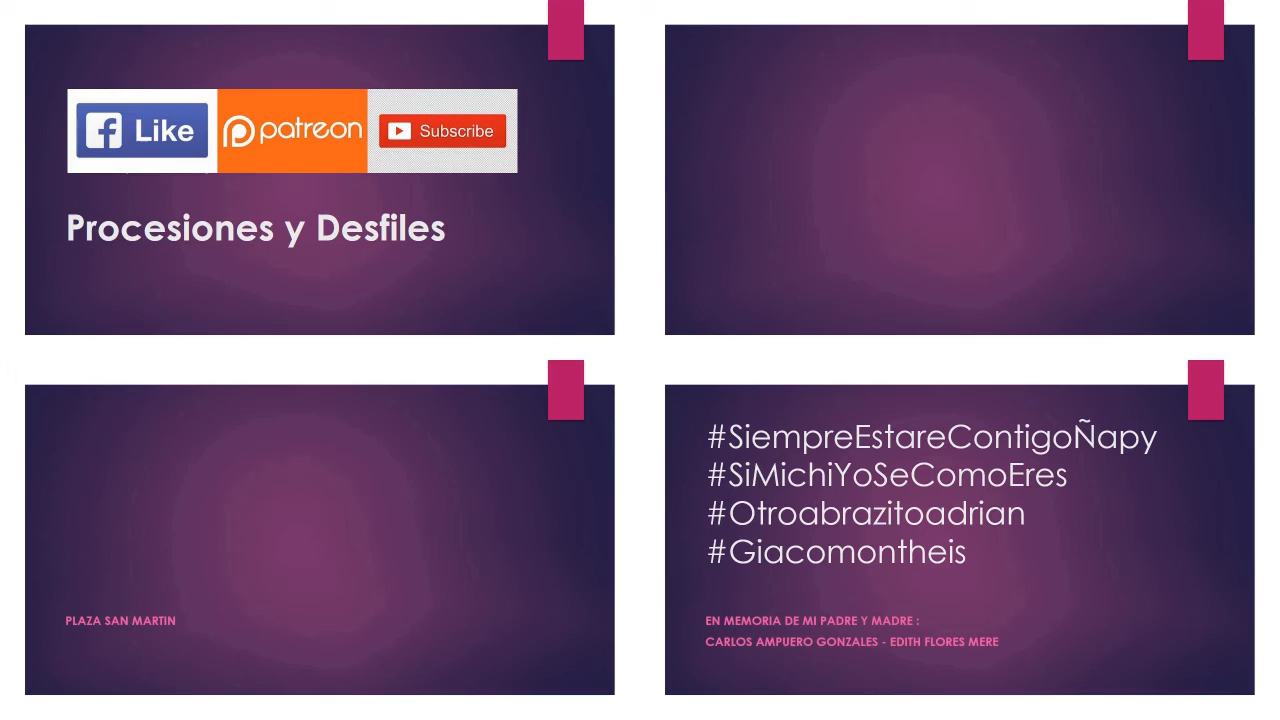 Like
patreon
Subscribe
Procesiones y Desfiles
PLAZA SAN MARTIN
#SiempreEstareContigoÑapy
#SiMichiYoSeComoEres
#Otroabrazitoadrian
#Giacomontheis
EN MEMORIA DE MI PADRE Y MADRE :
CARLOS AMPUERO GONZALES - EDITH FLORES MERE